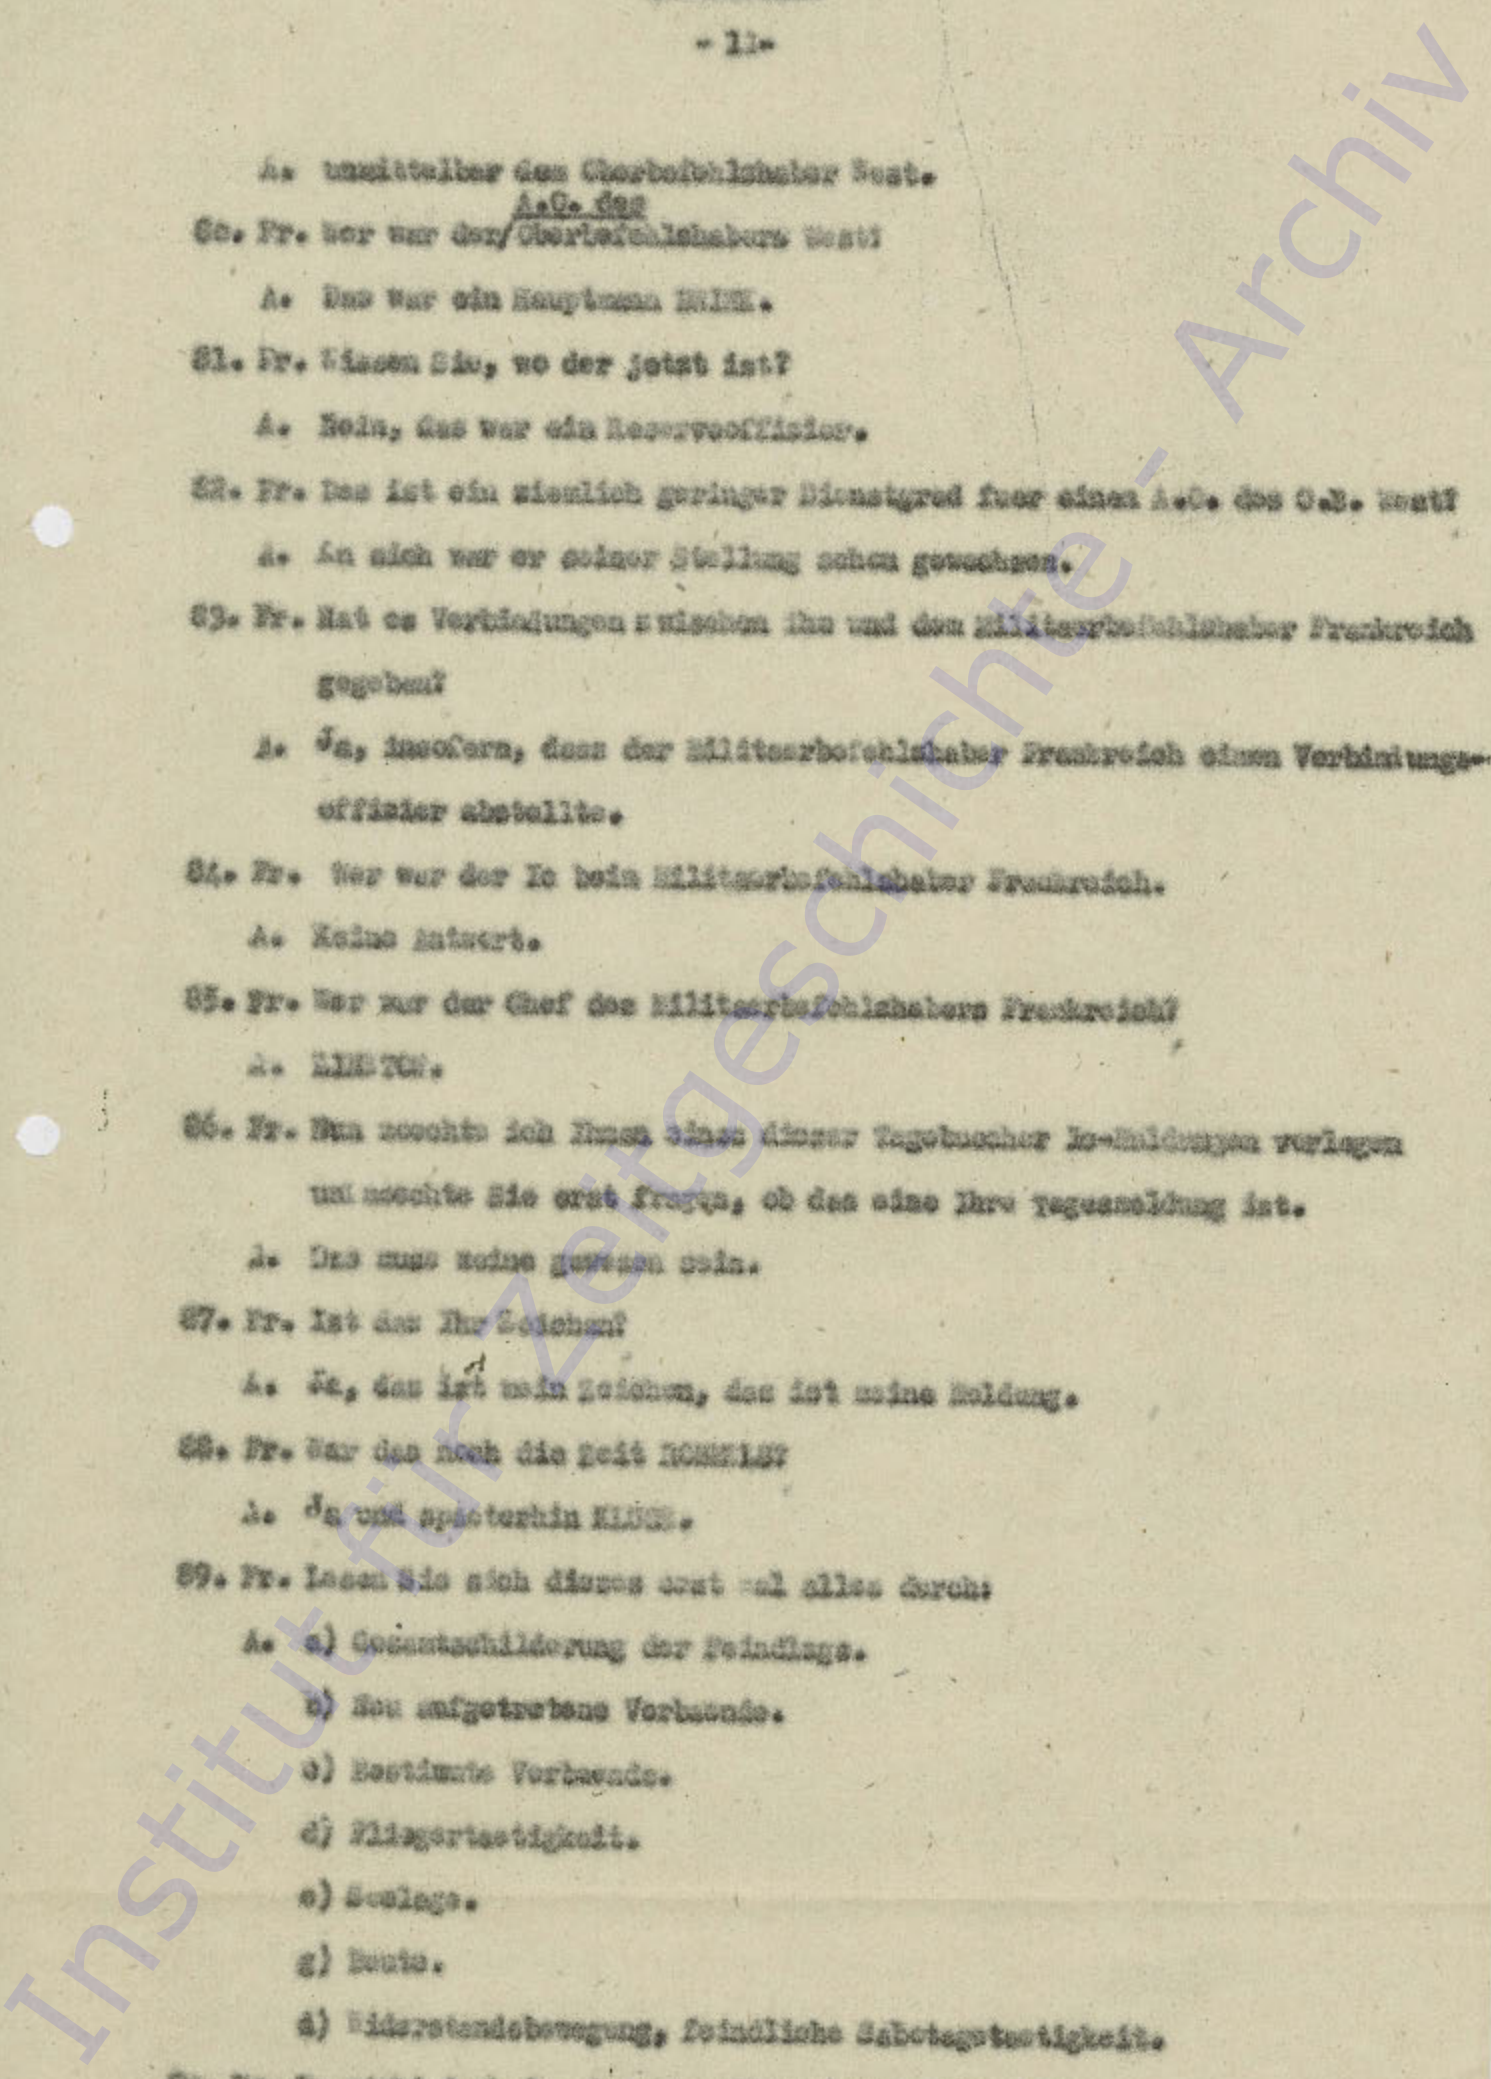 - 11-
A. unmittelbar dem Oberbefehlshaber West.
A.O. des
80. Fr. Wer war der/Oberbefehlshabers West?
A. Das war ein Hauptmann
81. Fr. Wissen Sie, wo der jetzt ist?
A. Nein, das war ein Reserveoffizier.
82. Fr. Das ist ein ziemlich geringer Dienstgrad fuer einen A.O. des O.B. West?
A. An sich war er seiner Stellung schon gewachsen.
83. Fr. Hat es Verbindungen zwischen ihm und dem Militaerbefehlshaber Frankreich
gegeben?
A. Ja, insofern, dass der Militaerbefehlshaber Frankreich einen Verbindungs-
offizier abstellte.
84. Fr. Wer war der Ic beim Militaerbefehlshaber Frankreich.
A. Keine Antwort.
85. Fr. Wer war der Chef des Militaerbefehlshabers Frankreich?
A.
86. Fr. Nun moechte ich Ihnen eines dieser Tagebuecher Ic-Meldungen vorlegen
und moechte Sie erst fragen, ob das eine Ihre Tagesmeldung ist.
A. Das muss meine gewesen sein.
87. Fr. Ist das Ihr Zeichen?
A. Ja, das ist mein Zeichen, das ist meine Meldung.
88. Fr. War das noch die Zeit ROMMELS?
A. Ja und spaeterhin KLUGE.
89. Fr. Lesen Sie sich dieses erst mal alles durch:
A. a) Gesamtschilderung der Feindlage.
b) Neu aufgetretene Verbaende.
c) Bestimmte Verbaende.
d) Fliegertaetigkeit.
e) Seelage.
g) Beute.
d) Widerstandsbewegung, feindliche Sabotagetaetigkeit.
Institut für Zeitgeschichte - Archiv